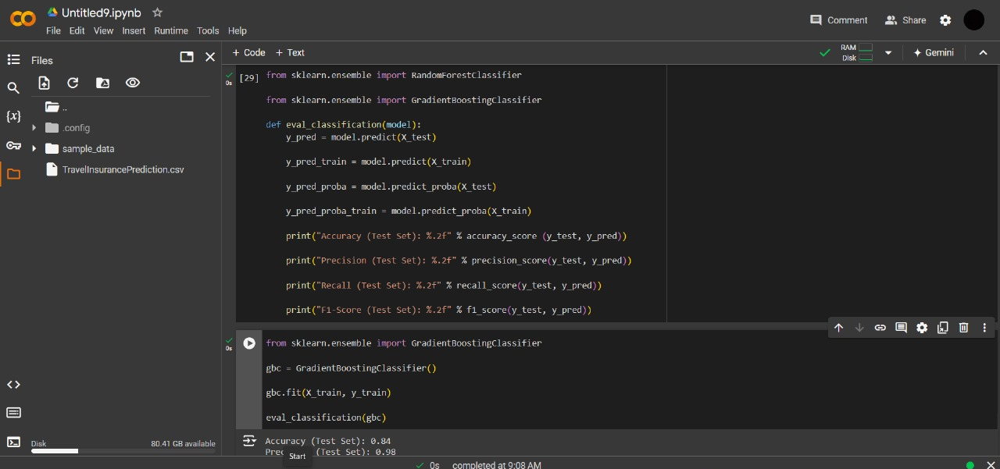 Untitled9.ipynb
File Edit View Insert Runtime Tools Help
Comment Share
Files
+ Code + Text
RAM
Disk
Gemini
..
.config
sample_data
TravelInsurancePrediction.csv
Disk 80.41 GB available
0s
[29] from sklearn.ensemble import RandomForestClassifier
from sklearn.ensemble import GradientBoostingClassifier
def eval_classification(model):
y_pred = model.predict(X_test)
y_pred_train = model.predict(X_train)
y_pred_proba = model.predict_proba(X_test)
y_pred_proba_train = model.predict_proba(X_train)
print("Accuracy (Test Set): %.2f" % accuracy_score (y_test, y_pred))
print("Precision (Test Set): %.2f" % precision_score(y_test, y_pred))
print("Recall (Test Set): %.2f" % recall_score(y_test, y_pred))
print("F1-Score (Test Set): %.2f" % f1_score(y_test, y_pred))
0s
from sklearn.ensemble import GradientBoostingClassifier
gbc = GradientBoostingClassifier()
gbc.fit(X_train, y_train)
eval_classification(gbc)
Accuracy (Test Set): 0.84
(Test Set): 0.98
Start
0s completed at 9:08 AM